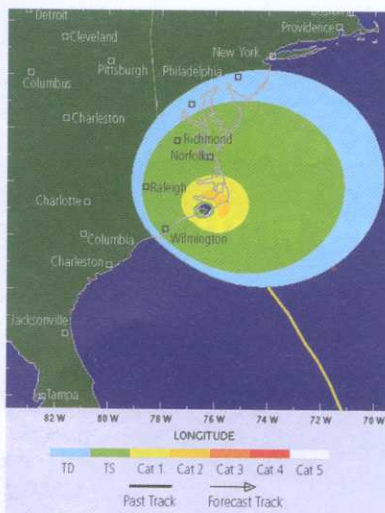 Detroit
Cleveland
Providence
New York
Pittsburgh
Philadelphia
Columbus
Charleston
Richmond
Norfolk
Raleigh
Charlotte
Wilmington
Columbia
Charleston
Jacksonville
Tampa
82 W 80 W 78 W 76 W 74 W 72 W 70 W
LONGITUDE
TD TS Cat 1 Cat 2 Cat 3 Cat 4 Cat 5
Past Track Forecast Track